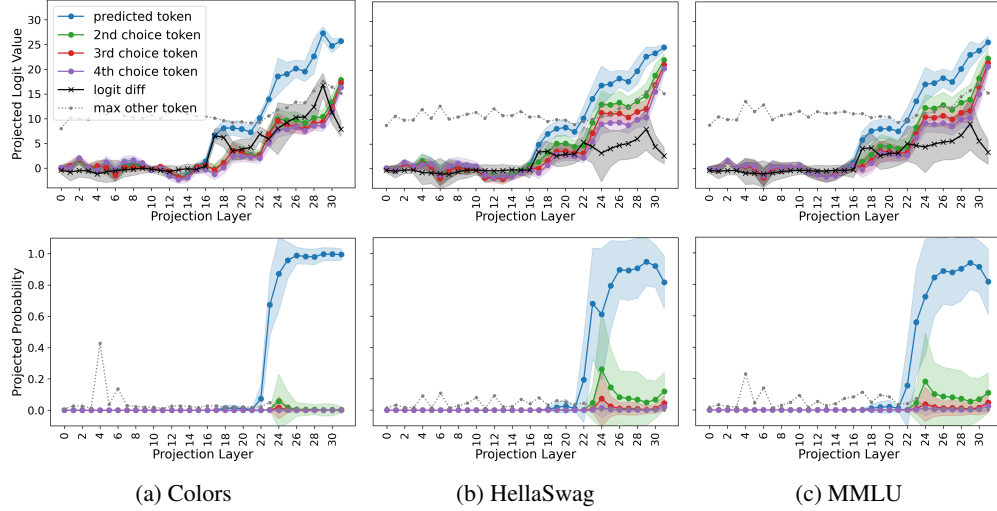 Projected Logit Value
30
25
20
15
10
5
0
predicted token
2nd choice token
3rd choice token
4th choice token
logit diff
max other token
0 2 4 6 8 10 12 14 16 18 20 22 24 26 28 30
Projection Layer
0 2 4 6 8 10 12 14 16 18 20 22 24 26 28 30
Projection Layer
0 2 4 6 8 10 12 14 16 18 20 22 24 26 28 30
Projection Layer
Projected Probability
1.0
0.8
0.6
0.4
0.2
0.0
0 2 4 6 8 10 12 14 16 18 20 22 24 26 28 30
Projection Layer
0 2 4 6 8 10 12 14 16 18 20 22 24 26 28 30
Projection Layer
0 2 4 6 8 10 12 14 16 18 20 22 24 26 28 30
Projection Layer
(a) Colors
(b) HellaSwag
(c) MMLU